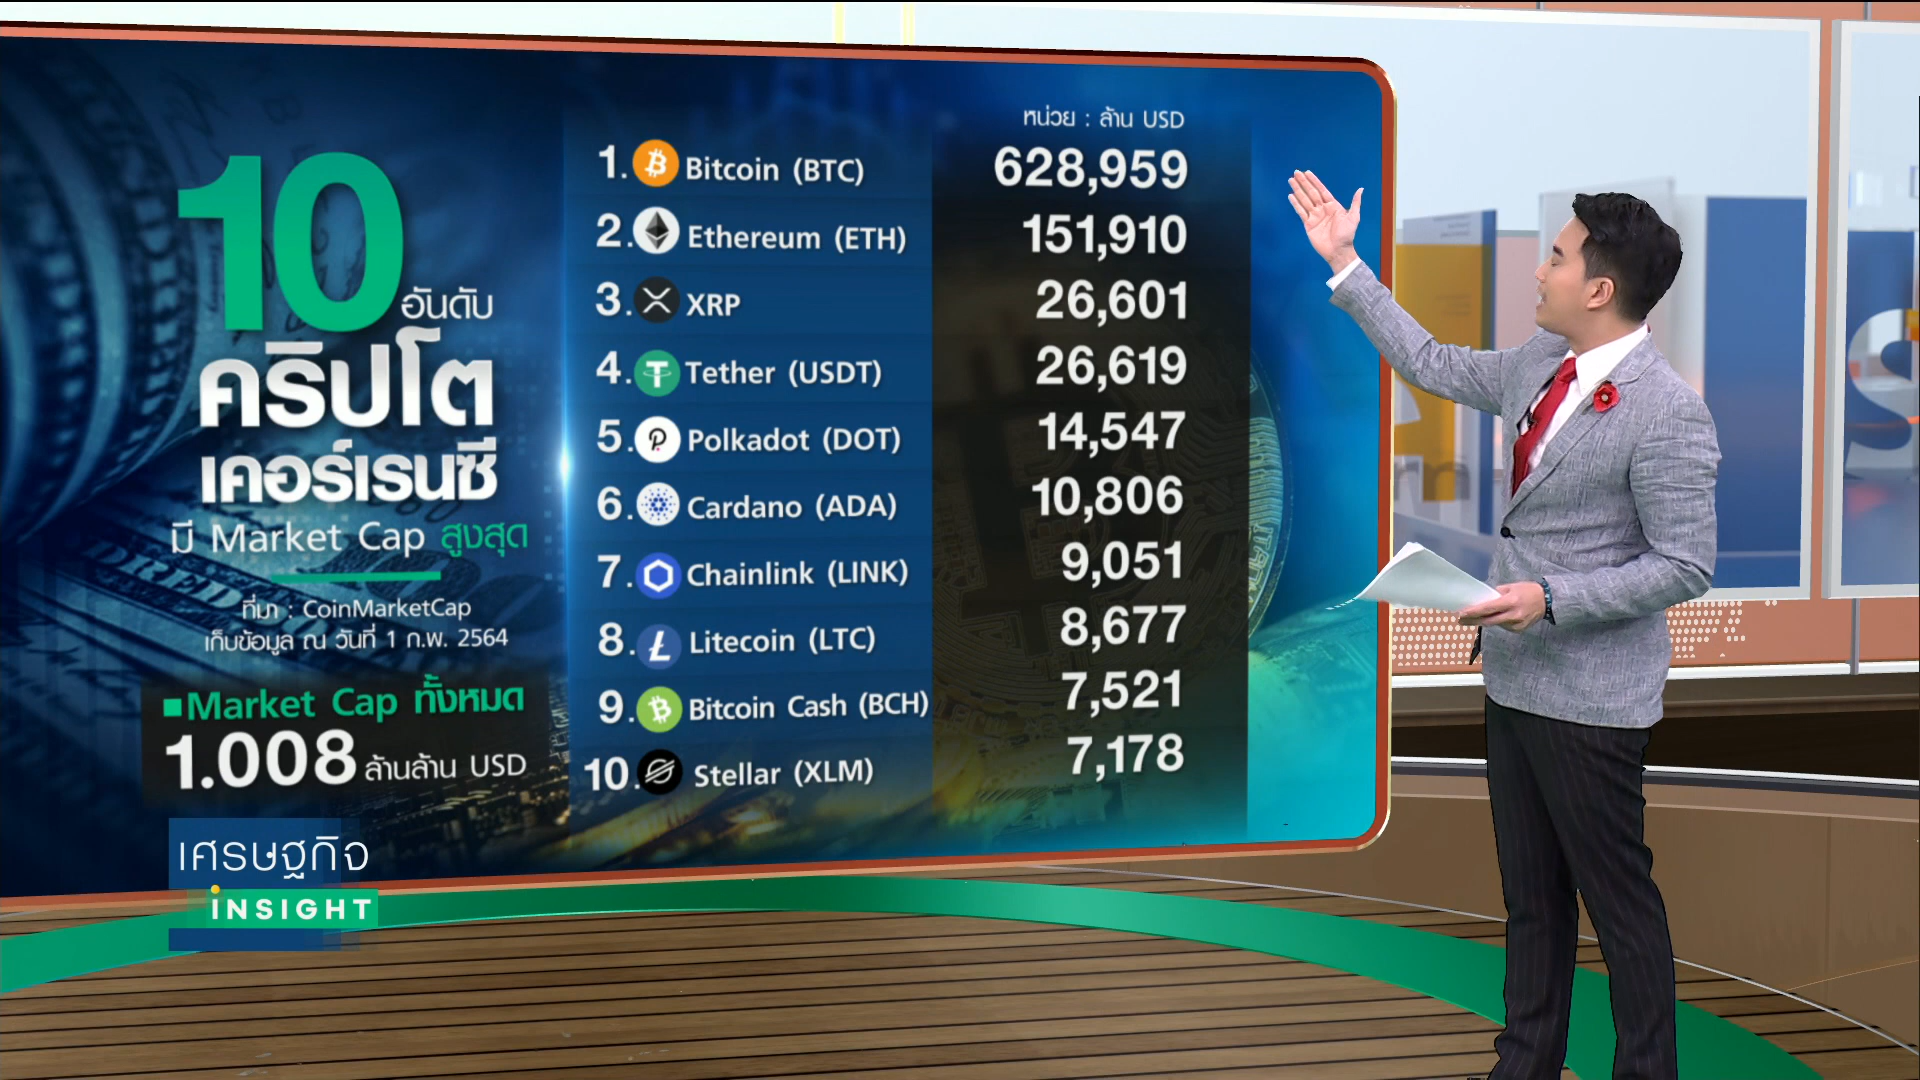 10 อันดับ
คริปโต
เคอร์เรนซี
มี Market Cap สูงสุด
ที่มา : CoinMarketCap
เก็บข้อมูล ณ วันที่ 1 ก.พ. 2564
Market Cap ทั้งหมด
1.008 ล้านล้าน USD
หน่วย : ล้าน USD
1. Bitcoin (BTC) 628,959
2. Ethereum (ETH) 151,910
3. XRP 26,601
4. Tether (USDT) 26,619
5. Polkadot (DOT) 14,547
6. Cardano (ADA) 10,806
7. Chainlink (LINK) 9,051
8. Litecoin (LTC) 8,677
9. Bitcoin Cash (BCH) 7,521
10. Stellar (XLM) 7,178
เศรษฐกิจ
INSIGHT